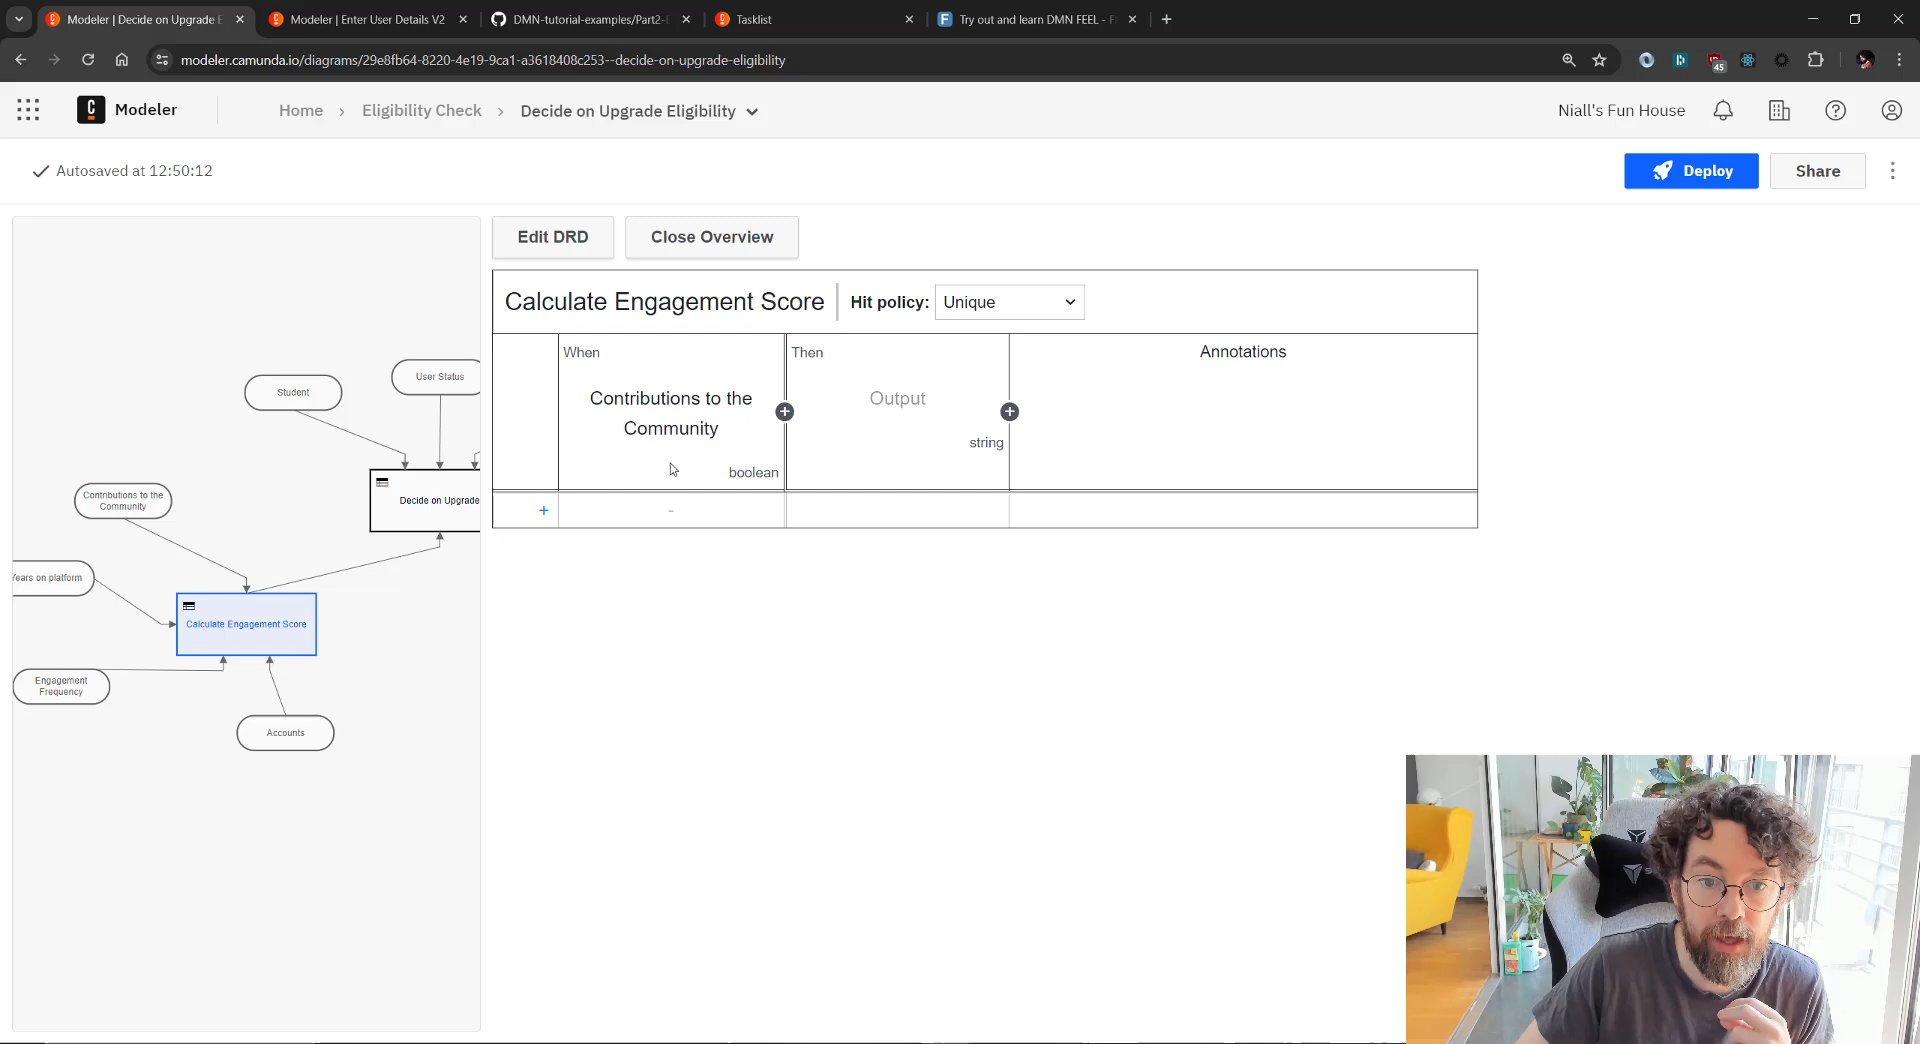 Modeler | Decide on Upgrade E
Modeler | Enter User Details V2
DMN-tutorial-examples/Part2-D
Tasklist
Try out and learn DMN FEEL - F
modeler.camunda.io/diagrams/29e8fb64-8220-4e19-9ca1-a3618408c253--decide-on-upgrade-eligibility
45
Modeler
Home
Eligibility Check
Decide on Upgrade Eligibility
Niall's Fun House
Autosaved at 12:50:12
Deploy
Share
Edit DRD
Close Overview
Calculate Engagement Score
Hit policy:
Unique
When
Contributions to the
Community
boolean
Then
Output
string
Annotations
-
Student
User Status
Contributions to the
Community
Decide on Upgrade
Years on platform
Calculate Engagement Score
Engagement
Frequency
Accounts